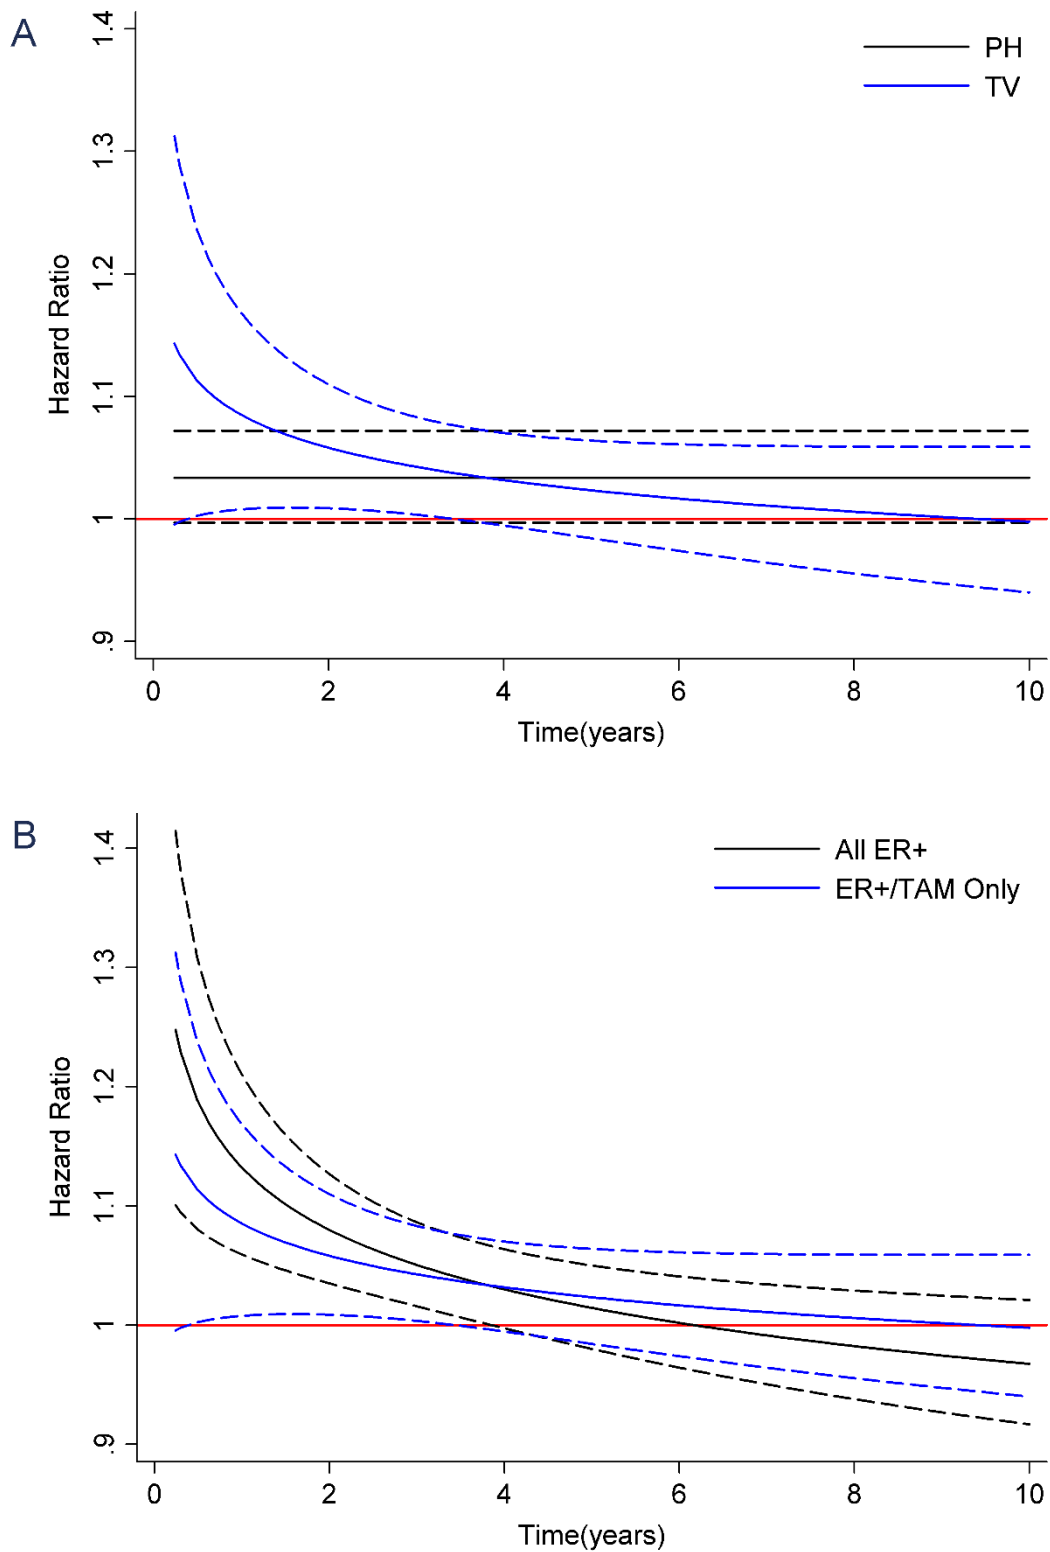 A
PH
TV
Hazard Ratio
1.4
1.3
1.2
1.1
1
.9
0 2 4 6 8 10
Time(years)
B
All ER+
ER+/TAM Only
Hazard Ratio
1.4
1.3
1.2
1.1
1
.9
0 2 4 6 8 10
Time(years)